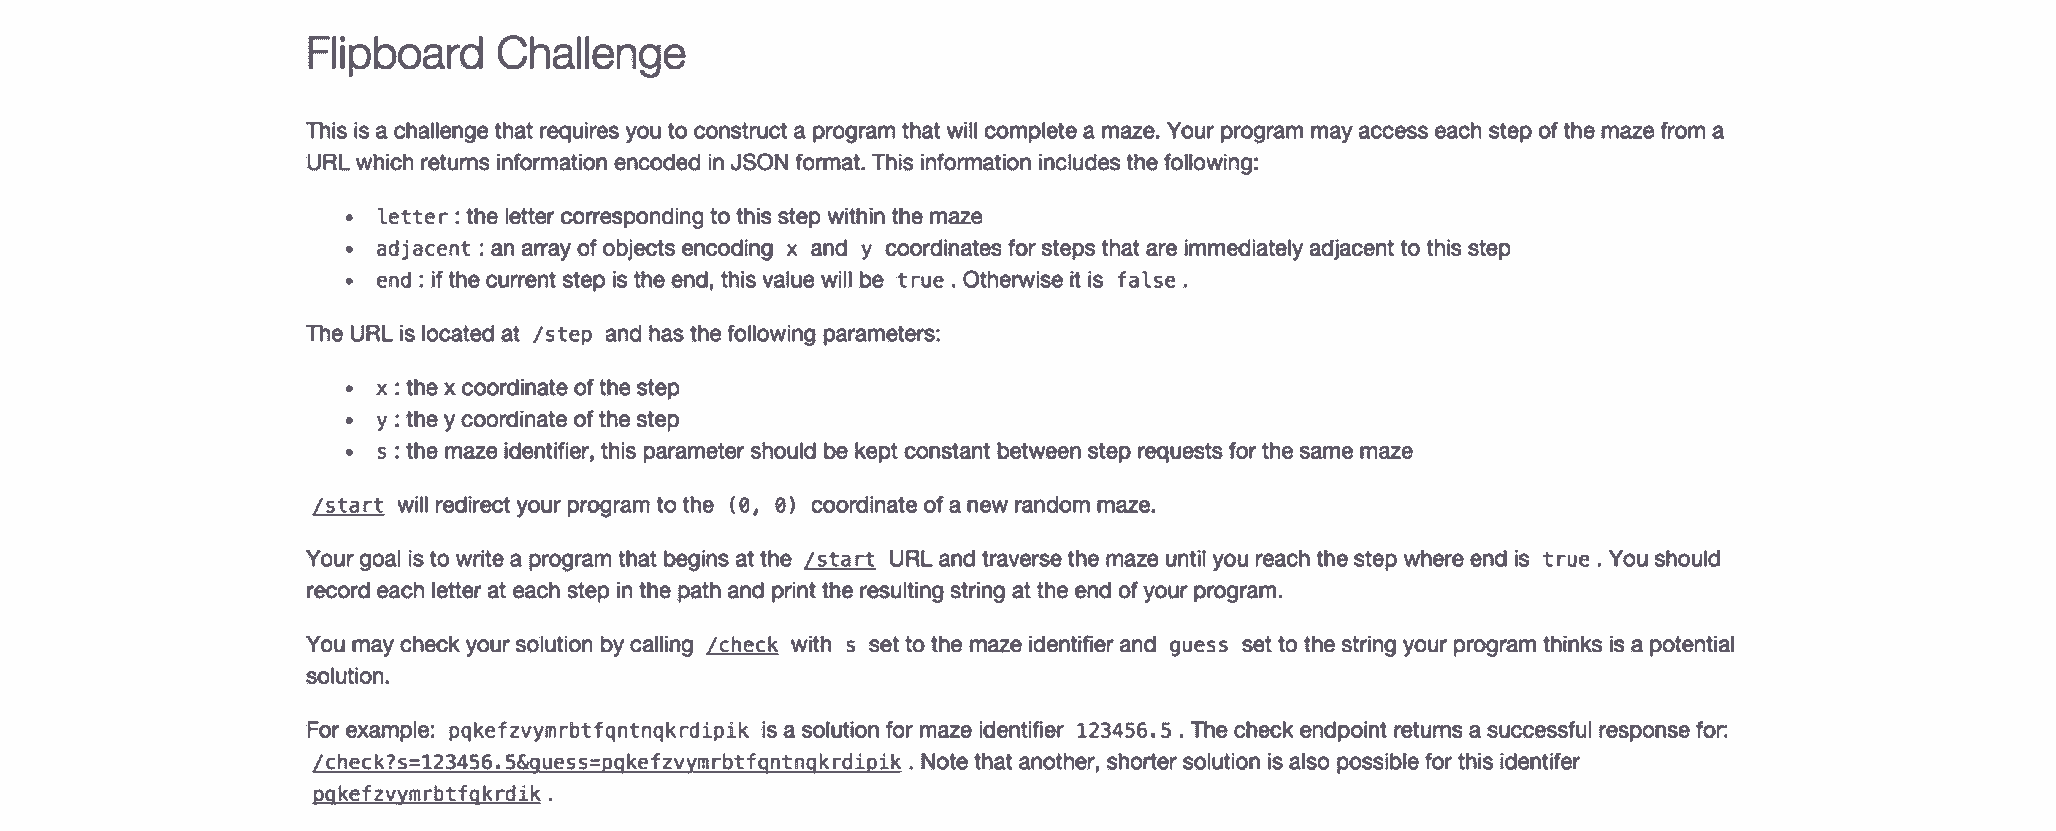 Flipboard Challenge
This is a challenge that requires you to construct a program that will complete a maze. Your program may access each step of the maze from a
URL which returns information encoded in JSON format. This information includes the following:
• letter : the letter corresponding to this step within the maze
• adjacent : an array of objects encoding x and y coordinates for steps that are immediately adjacent to this step
• end : if the current step is the end, this value will be true . Otherwise it is false .
The URL is located at /step and has the following parameters:
• x : the x coordinate of the step
• y : the y coordinate of the step
• s : the maze identifier, this parameter should be kept constant between step requests for the same maze
/start will redirect your program to the (0, 0) coordinate of a new random maze.
Your goal is to write a program that begins at the /start URL and traverse the maze until you reach the step where end is true . You should
record each letter at each step in the path and print the resulting string at the end of your program.
You may check your solution by calling /check with s set to the maze identifier and guess set to the string your program thinks is a potential
solution.
For example: pqkefzvymrbtfqntnqkrdipik is a solution for maze identifier 123456.5 . The check endpoint returns a successful response for:
/check?s=123456.5&guess=pqkefzvymrbtfqntnqkrdipik . Note that another, shorter solution is also possible for this identifer
pqkefzvymrbtfqkrdik .